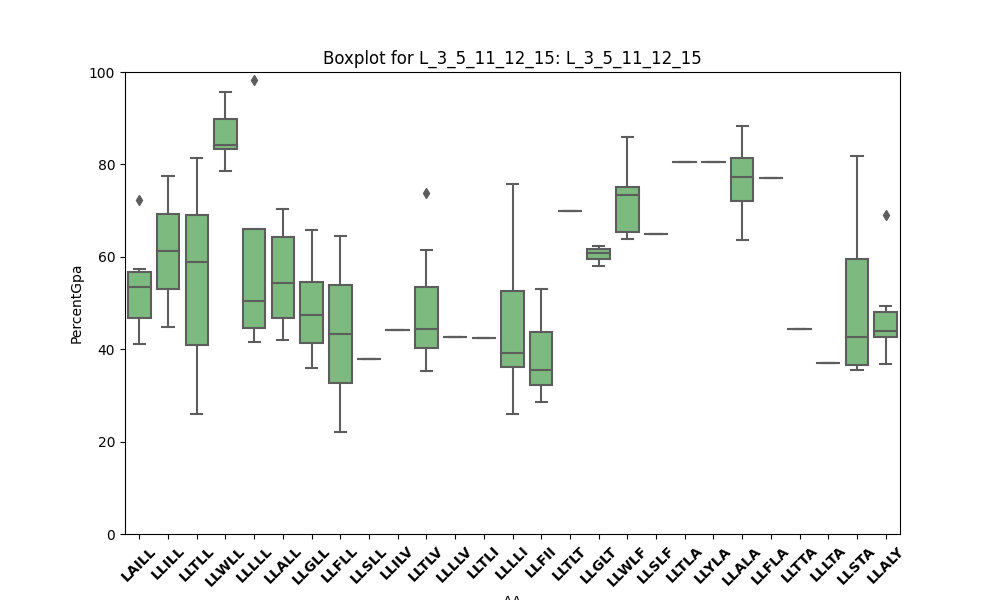 Boxplot for L_3_5_11_12_15: L_3_5_11_12_15
100
80
60
40
20
0
PercentGpa
LAILL
LLILL
LLTLL
LLWLL
LLLLL
LLALL
LLGLL
LLFLL
LLSLL
LLILV
LLTLV
LLLLV
LLTLI
LLLLI
LLFII
LLTLT
LLGLT
LLWLF
LLSLF
LLTLA
LLYLA
LLALA
LLFLA
LLTTA
LLLTA
LLSTA
LLALY
AA